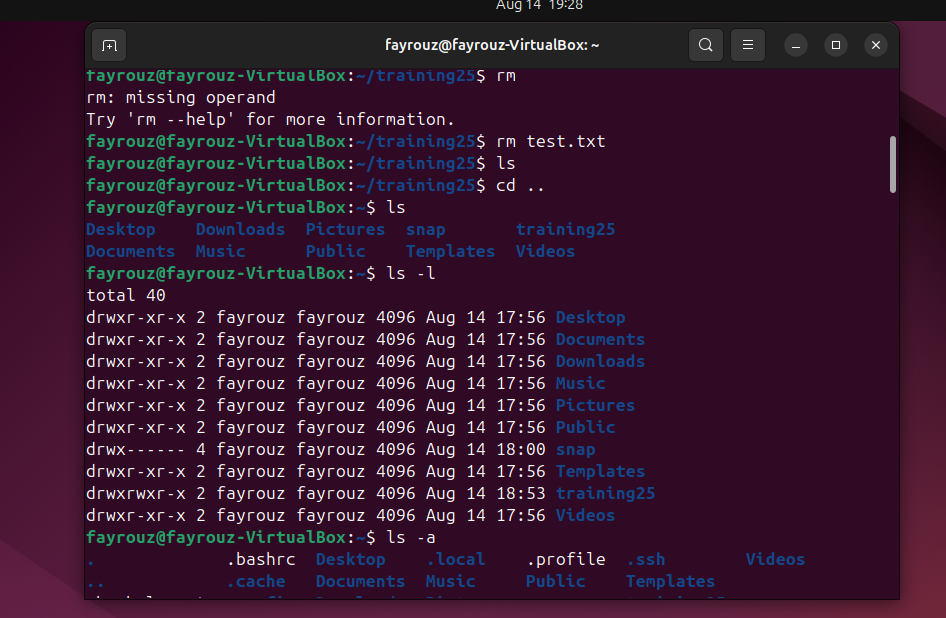 Aug 14 19:28
fayrouz@fayrouz-VirtualBox: ~
fayrouz@fayrouz-VirtualBox:~/training25$ rm
rm: missing operand
Try 'rm --help' for more information.
fayrouz@fayrouz-VirtualBox:~/training25$ rm test.txt
fayrouz@fayrouz-VirtualBox:~/training25$ ls
fayrouz@fayrouz-VirtualBox:~/training25$ cd ..
fayrouz@fayrouz-VirtualBox:~$ ls
Desktop Downloads Pictures snap training25
Documents Music Public Templates Videos
fayrouz@fayrouz-VirtualBox:~$ ls -l
total 40
drwxr-xr-x 2 fayrouz fayrouz 4096 Aug 14 17:56 Desktop
drwxr-xr-x 2 fayrouz fayrouz 4096 Aug 14 17:56 Documents
drwxr-xr-x 2 fayrouz fayrouz 4096 Aug 14 17:56 Downloads
drwxr-xr-x 2 fayrouz fayrouz 4096 Aug 14 17:56 Music
drwxr-xr-x 2 fayrouz fayrouz 4096 Aug 14 17:56 Pictures
drwxr-xr-x 2 fayrouz fayrouz 4096 Aug 14 17:56 Public
drwx------ 4 fayrouz fayrouz 4096 Aug 14 18:00 snap
drwxr-xr-x 2 fayrouz fayrouz 4096 Aug 14 17:56 Templates
drwxrwxr-x 2 fayrouz fayrouz 4096 Aug 14 18:53 training25
drwxr-xr-x 2 fayrouz fayrouz 4096 Aug 14 17:56 Videos
fayrouz@fayrouz-VirtualBox:~$ ls -a
. .bashrc Desktop .local .profile .ssh Videos
.. .cache Documents Music Public Templates